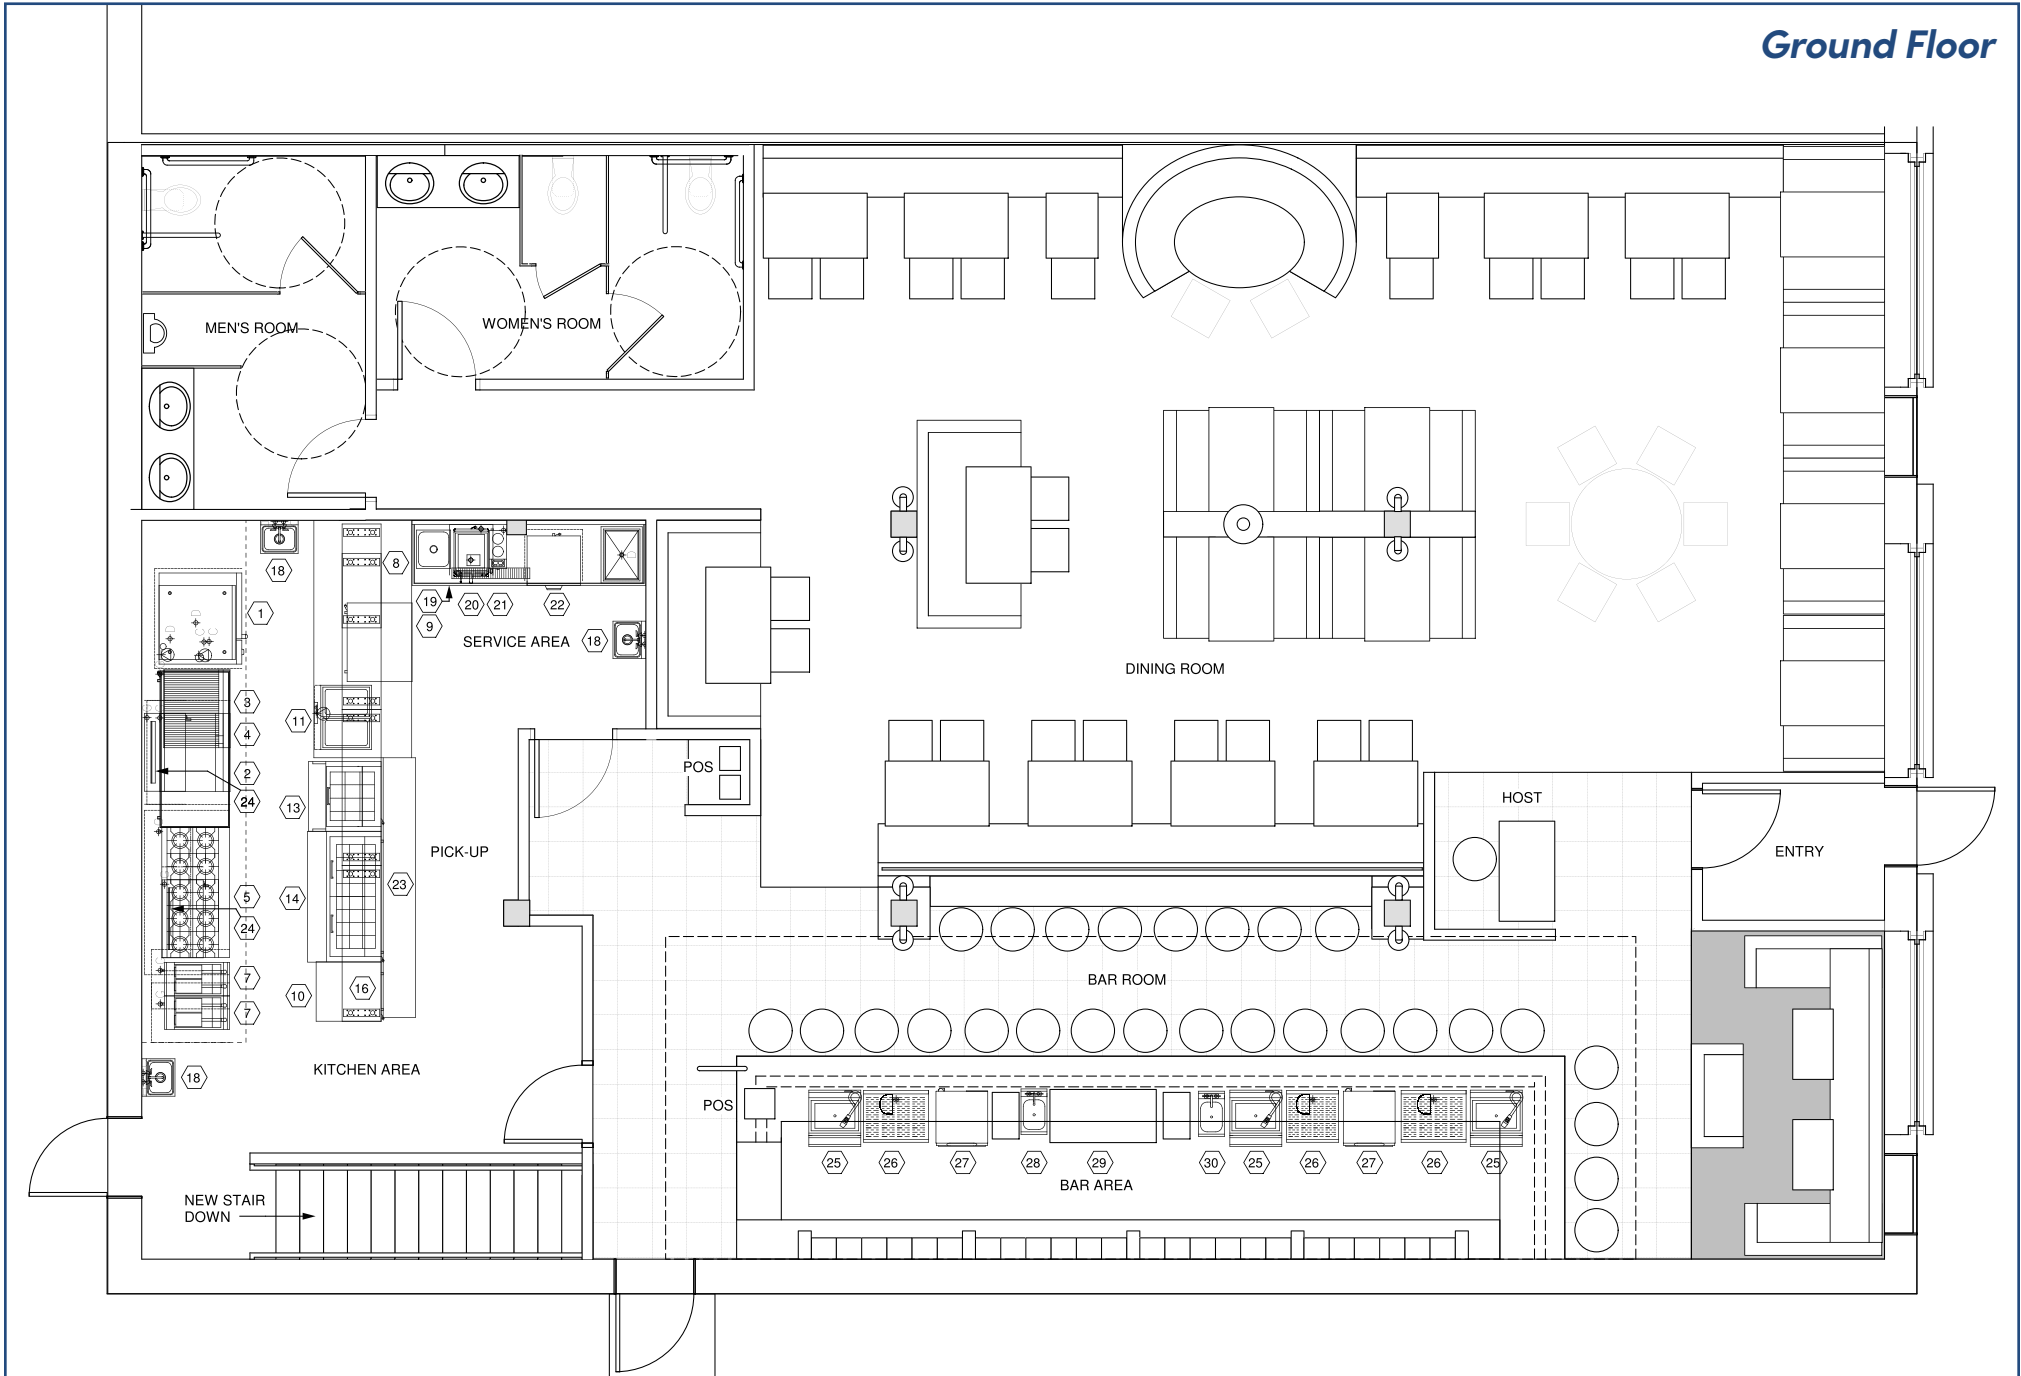 Ground Floor
MEN'S ROOM
WOMEN'S ROOM
18
8
1
19
20
21
22
9
SERVICE AREA
18
DINING ROOM
3
11
4
POS
2
24
13
HOST
PICK-UP
ENTRY
23
5
14
24
7
BAR ROOM
10
16
7
KITCHEN AREA
18
POS
25
26
27
28
29
30
25
26
27
26
25
BAR AREA
NEW STAIR
DOWN